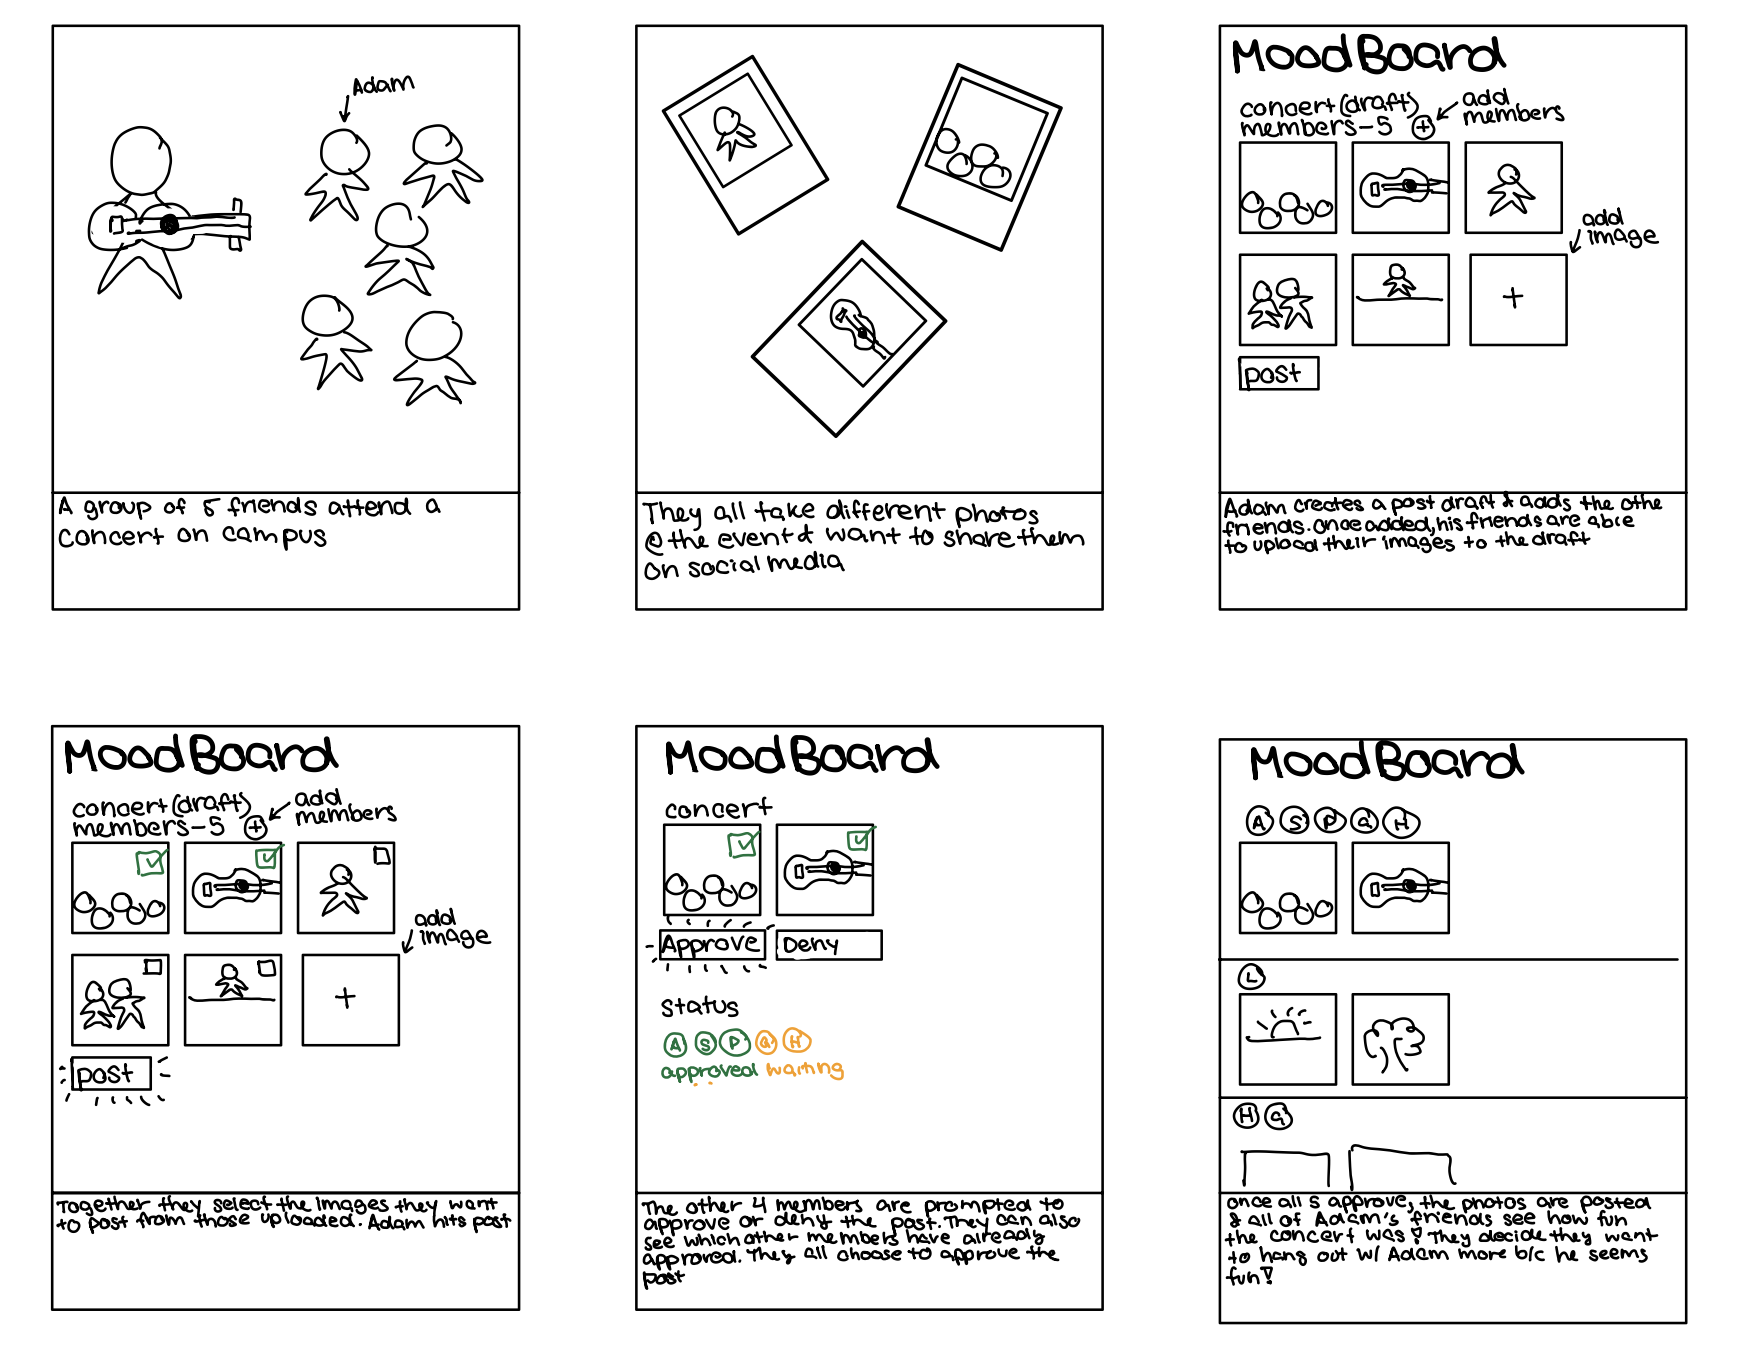 Adam
A group of 5 friends attend a
concert on campus
They all take different photos
@ the event & want to share them
on social media
MoodBoard
concert (draft)
members-5 +
add
members
add
image
+
post
Adam creates a post draft & adds the othe
friends. Once added, his friends are able
to upload their images to the draft
MoodBoard
concert (draft)
members-5 +
add
members
add
image
+
post
Together they select the images they want
to post from those uploaded. Adam hits post
MoodBoard
concert
Approve Deny
Status
A S P G H
approved waiting
The other 4 members are prompted to
approve or deny the post. They can also
see which other members have already
approved. They all choose to approve the
post
MoodBoard
A S P G H
L
H G
once all 5 approve, the photos are posted
& all of Adam's friends see how fun
the concert was! They decide they want
to hang out w/ Adam more b/c he seems
fun!